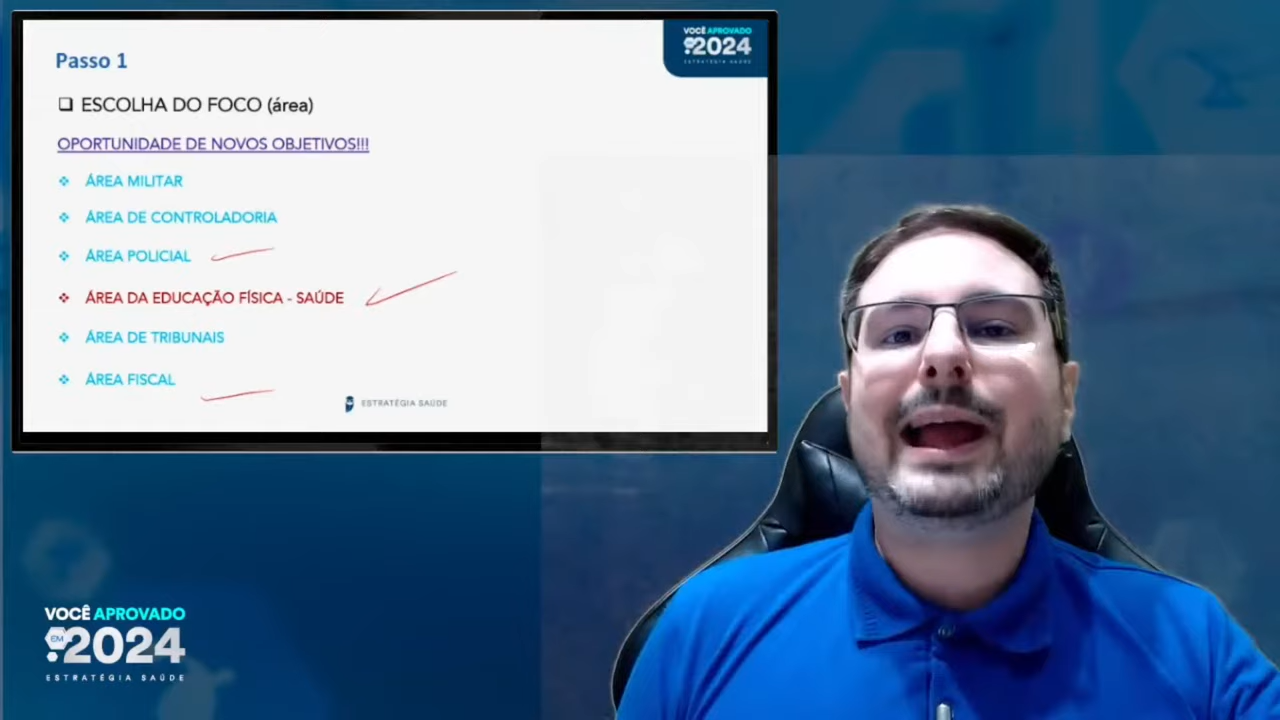 Passo 1
VOCÊ APROVADO
EM 2024
ESTRATÉGIA SAÚDE
❑ ESCOLHA DO FOCO (área)
OPORTUNIDADE DE NOVOS OBJETIVOS!!!
❖ ÁREA MILITAR
❖ ÁREA DE CONTROLADORIA
❖ ÁREA POLICIAL
❖ ÁREA DA EDUCAÇÃO FÍSICA - SAÚDE
❖ ÁREA DE TRIBUNAIS
❖ ÁREA FISCAL
ESTRATÉGIA SAÚDE
VOCÊ APROVADO
EM 2024
ESTRATÉGIA SAÚDE